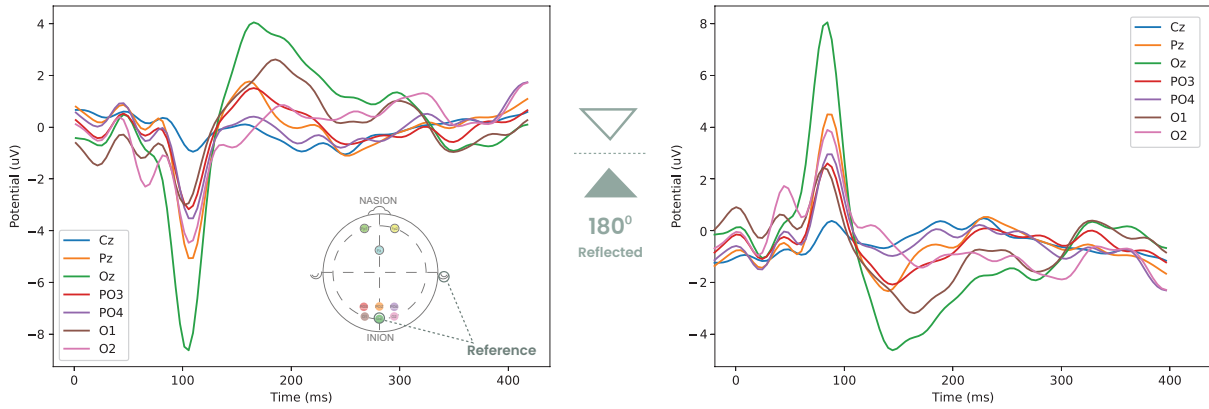 4
2
0
−2
−4
−6
−8
Potential (uV)
0
100
200
300
400
Time (ms)
Cz
Pz
Oz
PO3
PO4
O1
O2
NASION
INION
Reference
180⁰
Reflected
8
6
4
2
0
−2
−4
Potential (uV)
0
100
200
300
400
Time (ms)
Cz
Pz
Oz
PO3
PO4
O1
O2